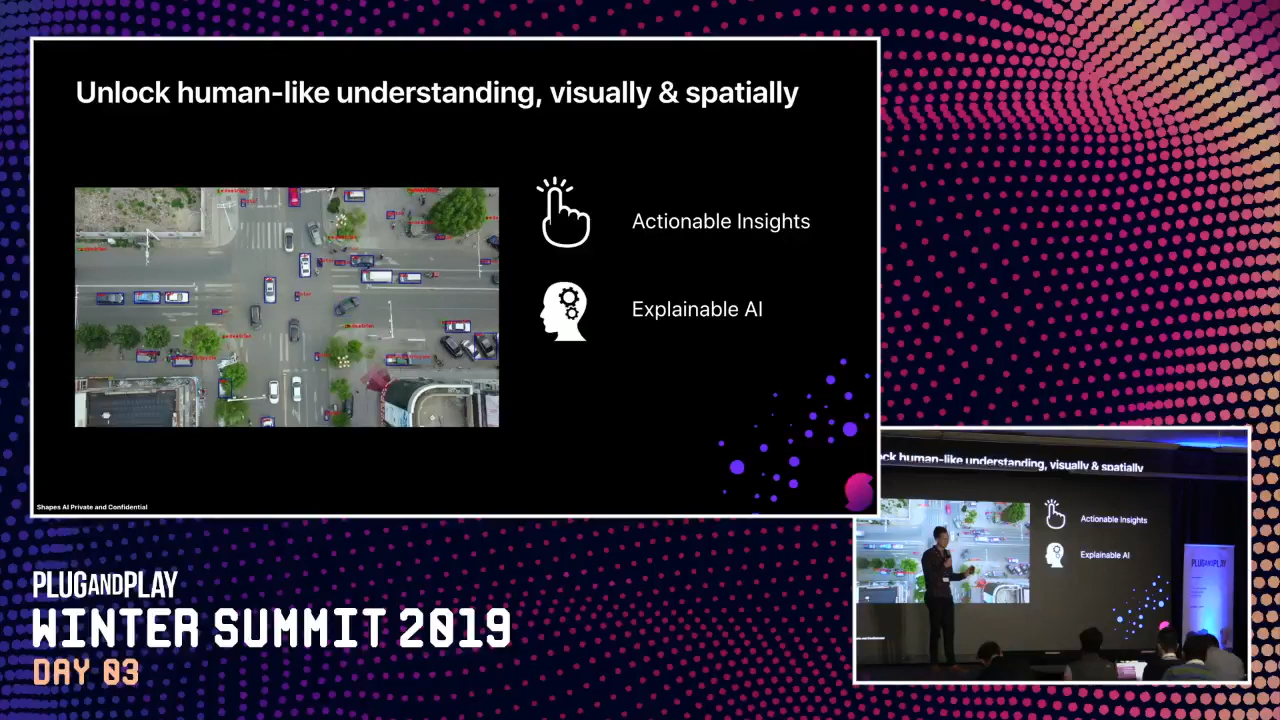 Unlock human-like understanding, visually & spatially
Actionable Insights
Explainable AI
Shapes AI Private and Confidential
ck human-like understanding, visually & spatially
Actionable Insights
Explainable AI
PLUGANDPLAY
PLUGANDPLAY
WINTER SUMMIT 2019
DAY 03